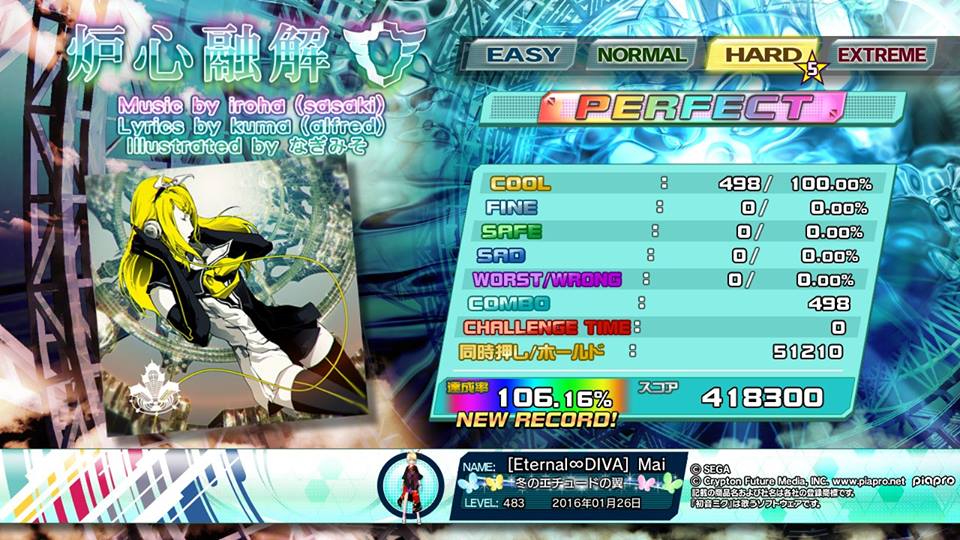 炉心融解
Music by iroha (sasaki)
Lyrics by kuma (alfred)
Illustrated by なぎみそ
EASY NORMAL HARD 5 EXTREME
PERFECT
COOL : 498/ 100.00%
FINE : 0/ 0.00%
SAFE : 0/ 0.00%
SAD : 0/ 0.00%
WORST/WRONG : 0/ 0.00%
COMBO : 498
CHALLENGE TIME : 0
同時押し/ホールド : 51210
達成率 106.16% スコア 418300
NEW RECORD!
NAME: [Eternal∞DIVA] Mai
冬のエチュードの翼
LEVEL: 483 2016年01月26日
© SEGA
© Crypton Future Media, INC. www.piapro.net piapro
記載の商品名および社名は各社の登録商標です。
「初音ミク」は歌うソフトウェアです。